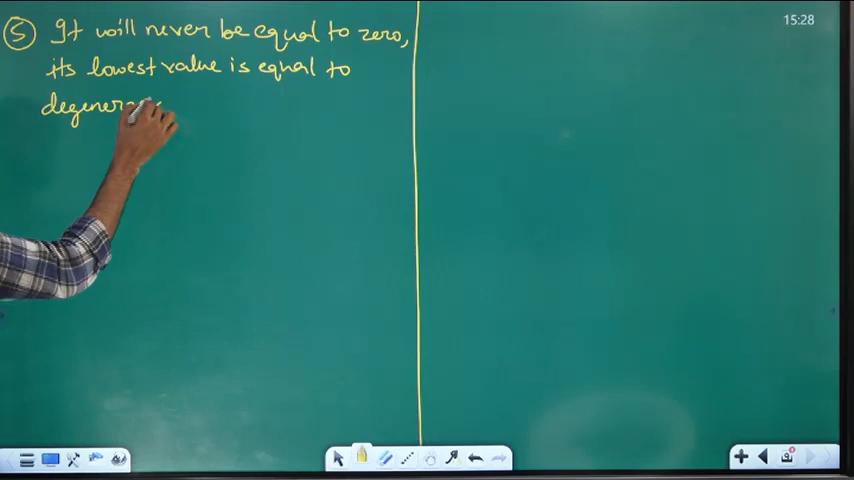 15:28
⑤ It will never be equal to zero,
its lowest value is equal to